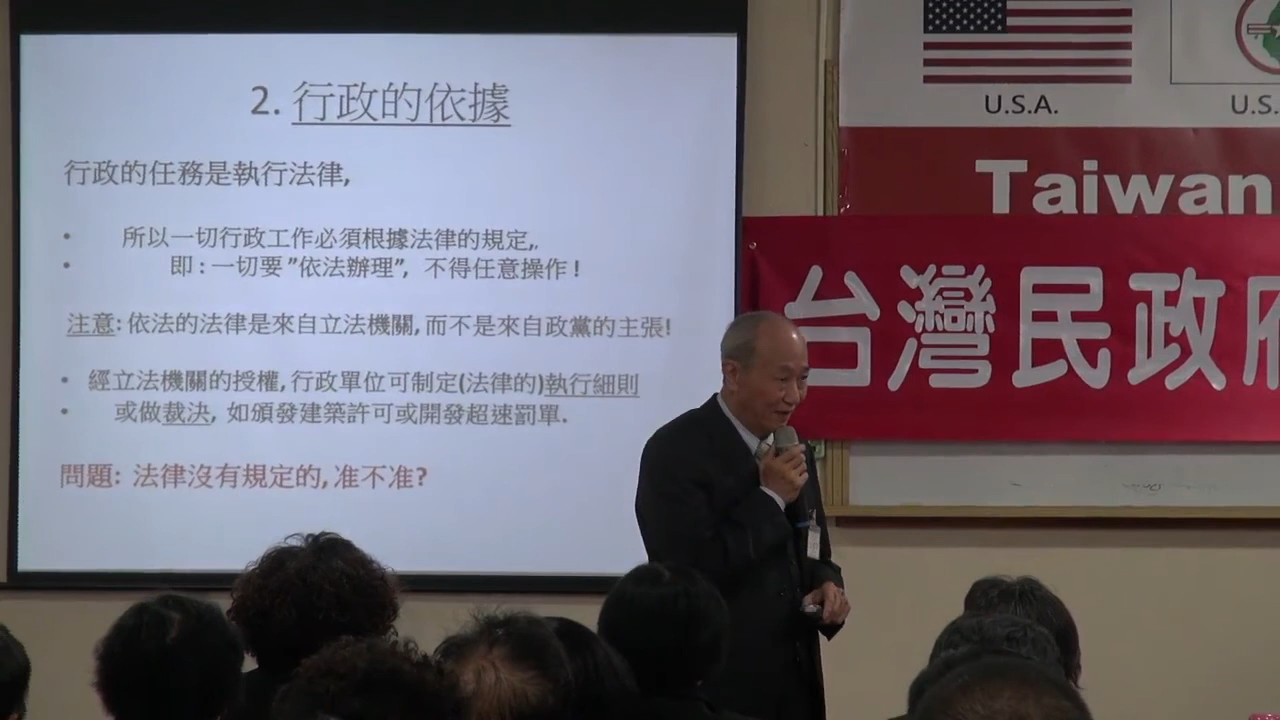 2. 行政的依據
行政的任務是執行法律,
• 所以一切行政工作必須根據法律的規定,.
• 即 : 一切要 ”依法辦理”, 不得任意操作 !
注意: 依法的法律是來自立法機關, 而不是來自政黨的主張!
• 經立法機關的授權, 行政單位可制定(法律的)執行細則
• 或做裁決, 如頒發建築許可或開發超速罰單.
問題: 法律沒有規定的, 准不准?
U.S.A.
U.S.
Taiwan
台灣民政府